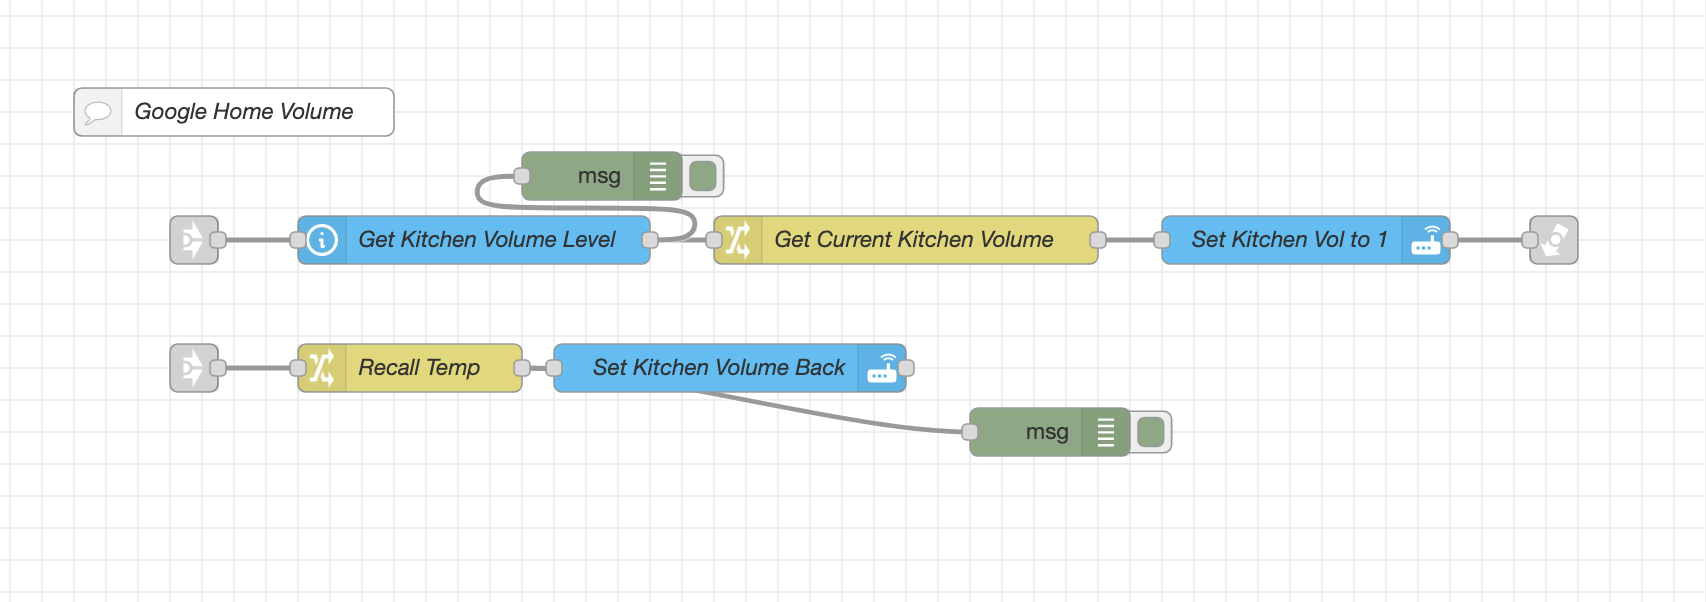 Google Home Volume
msg
Get Kitchen Volume Level
Get Current Kitchen Volume
Set Kitchen Vol to 1
Recall Temp
Set Kitchen Volume Back
msg